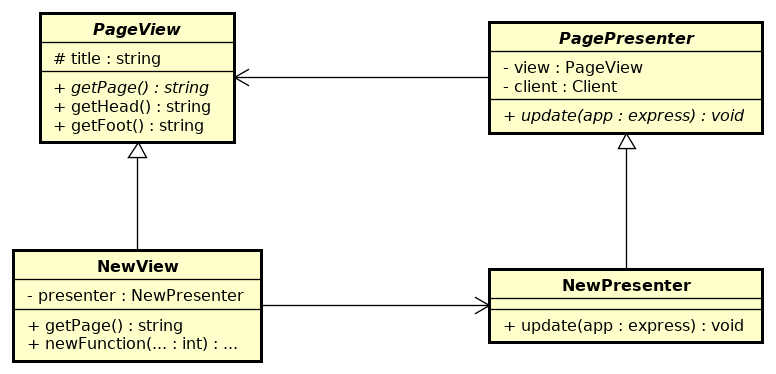 PageView
# title : string
+ getPage() : string
+ getHead() : string
+ getFoot() : string
PagePresenter
- view : PageView
- client : Client
+ update(app : express) : void
NewView
- presenter : NewPresenter
+ getPage() : string
+ newFunction(... : int) : ...
NewPresenter
+ update(app : express) : void